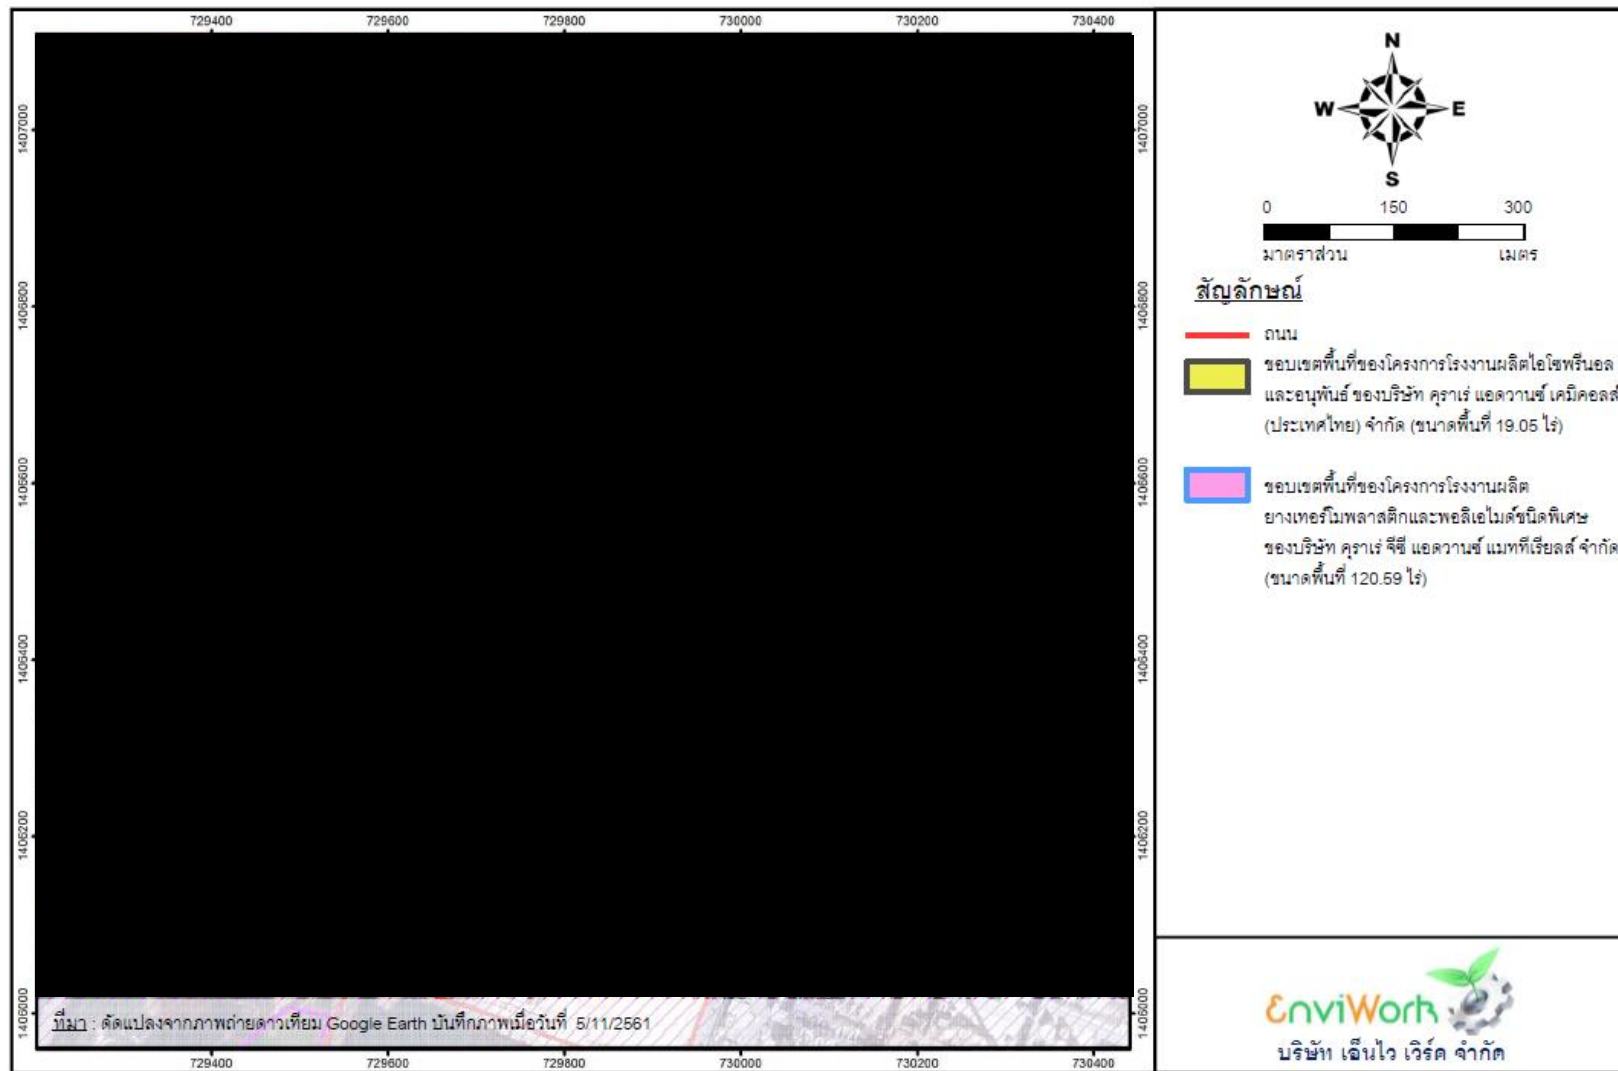 729400 729600 729800 730000 730200 730400
1407000
1406800
1406600
1406400
1406200
1406000
1407000
1406800
1406600
1406400
1406200
1406000
ที่มา : ดัดแปลงจากภาพถ่ายดาวเทียม Google Earth บันทึกภาพเมื่อวันที่ 5/11/2561
729400 729600 729800 730000 730200 730400
N
W E
S
0 150 300
มาตราส่วน เมตร
สัญลักษณ์
ถนน
ขอบเขตพื้นที่ของโครงการโรงงานผลิตไอโซพรีนอล
และอนุพันธ์ ของบริษัท คุราเร่ แอดวานซ์ เคมิคอลส์
(ประเทศไทย) จำกัด (ขนาดพื้นที่ 19.05 ไร่)
ขอบเขตพื้นที่ของโครงการโรงงานผลิต
ยางเทอร์โมพลาสติกและพอลิเอไมด์ชนิดพิเศษ
ของบริษัท คุราเร่ จีซี แอดวานซ์ แมททีเรียลส์ จำกัด
(ขนาดพื้นที่ 120.59 ไร่)
EnviWork
บริษัท เอ็นไว เวิร์ค จำกัด